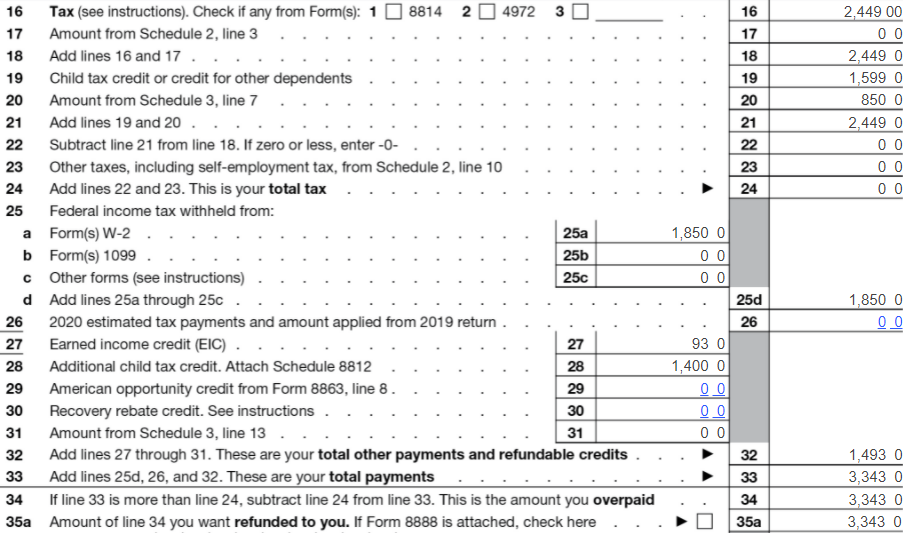 16 Tax (see instructions). Check if any from Form(s): 1 8814 2 4972 3 . . 16 2,449 00
17 Amount from Schedule 2, line 3 17 0 0
18 Add lines 16 and 17 18 2,449 0
19 Child tax credit or credit for other dependents 19 1,599 0
20 Amount from Schedule 3, line 7 20 850 0
21 Add lines 19 and 20 21 2,449 0
22 Subtract line 21 from line 18. If zero or less, enter -0- 22 0 0
23 Other taxes, including self-employment tax, from Schedule 2, line 10 23 0 0
24 Add lines 22 and 23. This is your total tax ▶ 24 0 0
25 Federal income tax withheld from:
a Form(s) W-2 25a 1,850 0
b Form(s) 1099 25b 0 0
c Other forms (see instructions) 25c 0 0
d Add lines 25a through 25c 25d 1,850 0
26 2020 estimated tax payments and amount applied from 2019 return 26 0 0
27 Earned income credit (EIC) 27 93 0
28 Additional child tax credit. Attach Schedule 8812 28 1,400 0
29 American opportunity credit from Form 8863, line 8 29 0 0
30 Recovery rebate credit. See instructions 30 0 0
31 Amount from Schedule 3, line 13 31 0 0
32 Add lines 27 through 31. These are your total other payments and refundable credits ▶ 32 1,493 0
33 Add lines 25d, 26, and 32. These are your total payments ▶ 33 3,343 0
34 If line 33 is more than line 24, subtract line 24 from line 33. This is the amount you overpaid 34 3,343 0
35a Amount of line 34 you want refunded to you. If Form 8888 is attached, check here ▶ 35a 3,343 0